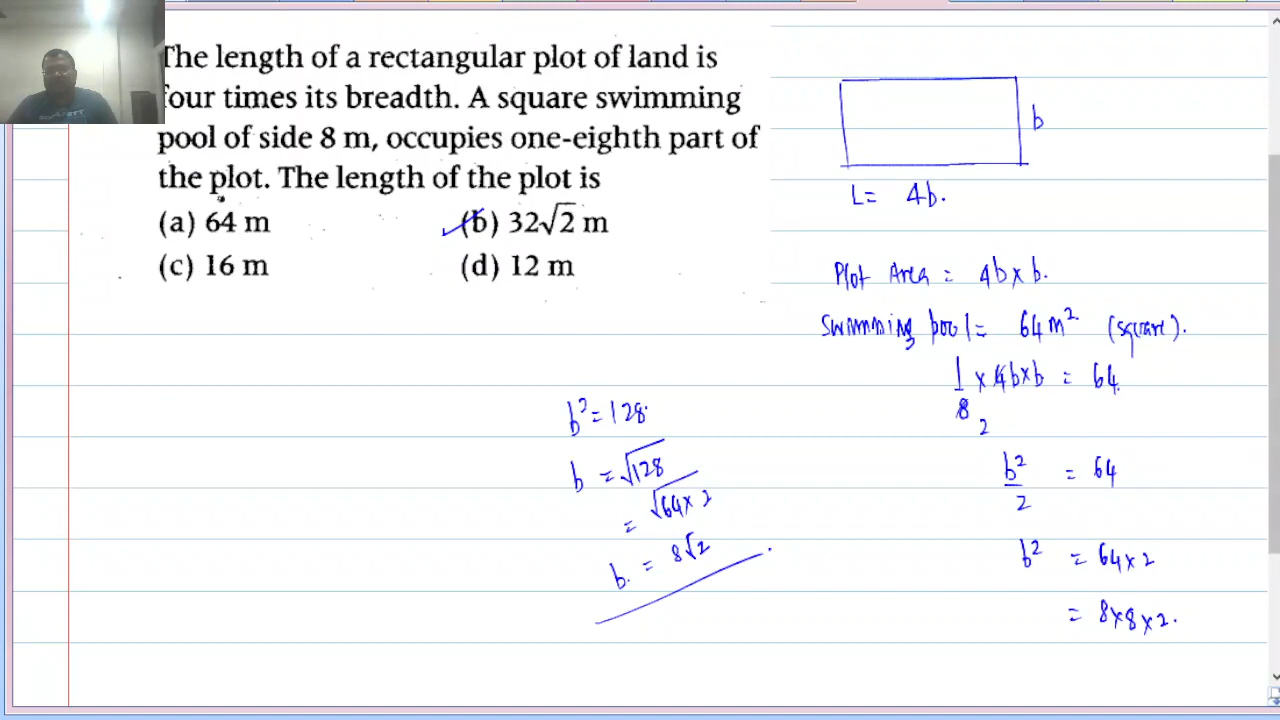 The length of a rectangular plot of land is
four times its breadth. A square swimming
pool of side 8 m, occupies one-eighth part of
the plot. The length of the plot is
(a) 64 m (b) 32√2 m
(c) 16 m (d) 12 m
b
L = 4b.
Plot Area = 4b × b.
Swimming pool = 64 m² (square).
1/8 × 4b × b = 64
2
b²/2 = 64
b² = 64 × 2
= 8 × 8 × 2.
b² = 128
b = √128
= √64 × 2
b. = 8√2